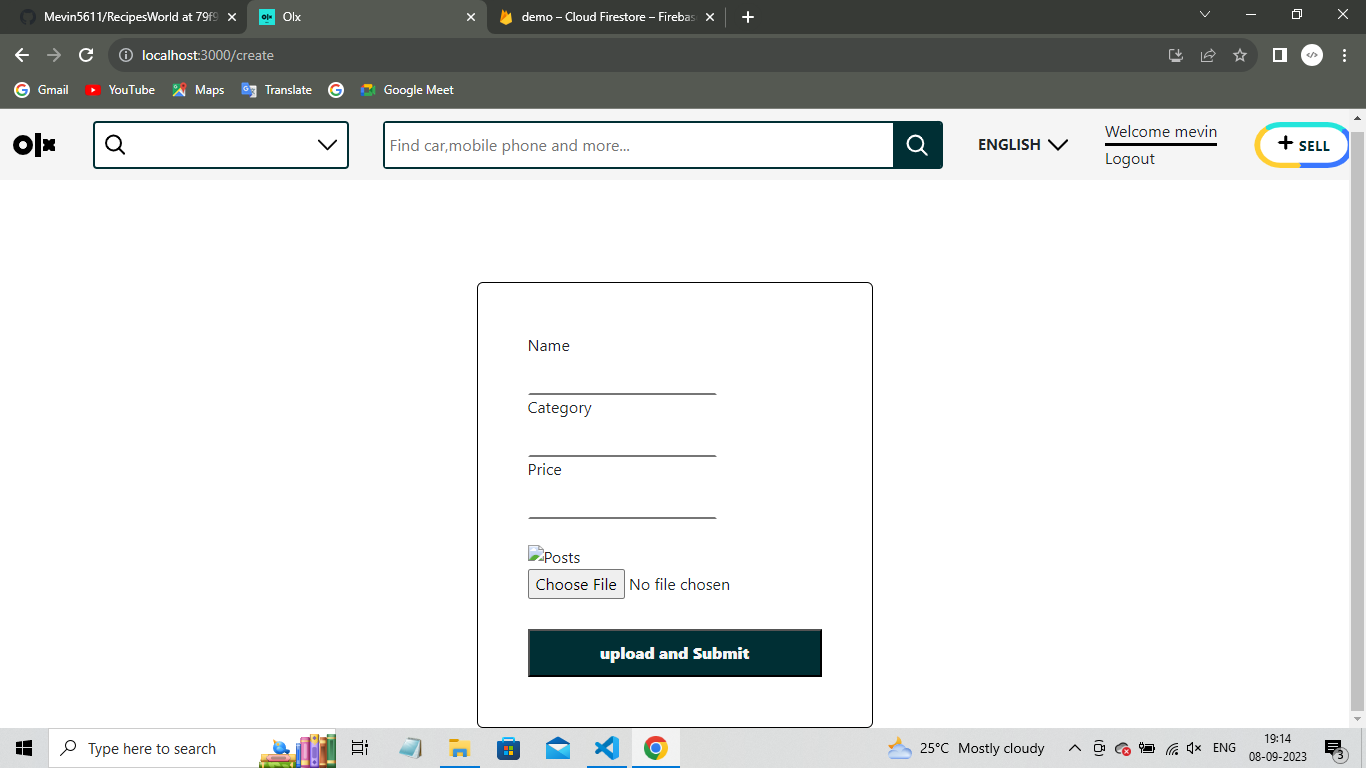 Mevin5611/RecipesWorld at 79f9
Olx
demo – Cloud Firestore – Firebas
localhost:3000/create
Gmail
YouTube
Maps
Translate
Google Meet
olx
Find car,mobile phone and more...
ENGLISH
Welcome mevin
Logout
SELL
Name
Category
Price
Posts
Choose File No file chosen
upload and Submit
Type here to search
25°C Mostly cloudy
ENG
19:14
08-09-2023
3